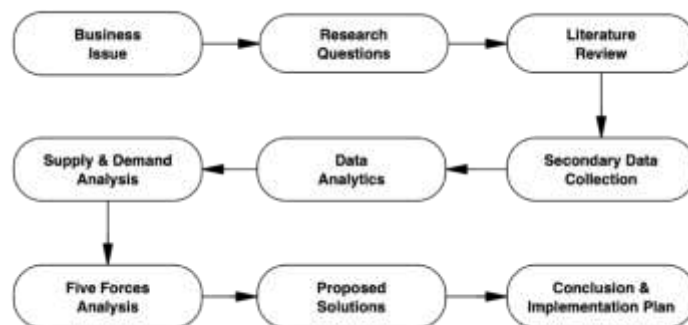 Business
Issue
Research
Questions
Literature
Review
Supply & Demand
Analysis
Data
Analytics
Secondary Data
Collection
Five Forces
Analysis
Proposed
Solutions
Conclusion &
Implementation Plan